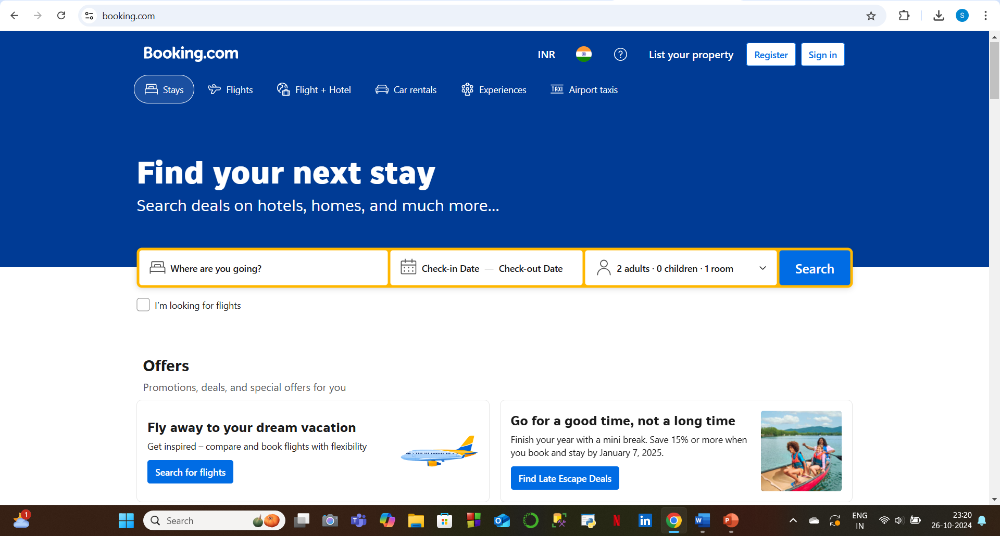 booking.com
S
Booking.com
INR
List your property
Register
Sign in
Stays
Flights
Flight + Hotel
Car rentals
Experiences
TAXI
Airport taxis
Find your next stay
Search deals on hotels, homes, and much more...
Where are you going?
Check-in Date — Check-out Date
2 adults · 0 children · 1 room
Search
I'm looking for flights
Offers
Promotions, deals, and special offers for you
Fly away to your dream vacation
Get inspired – compare and book flights with flexibility
Search for flights
Go for a good time, not a long time
Finish your year with a mini break. Save 15% or more when
you book and stay by January 7, 2025.
Find Late Escape Deals
1
Search
T
O
N
in
W
P
ENG
IN
23:20
26-10-2024